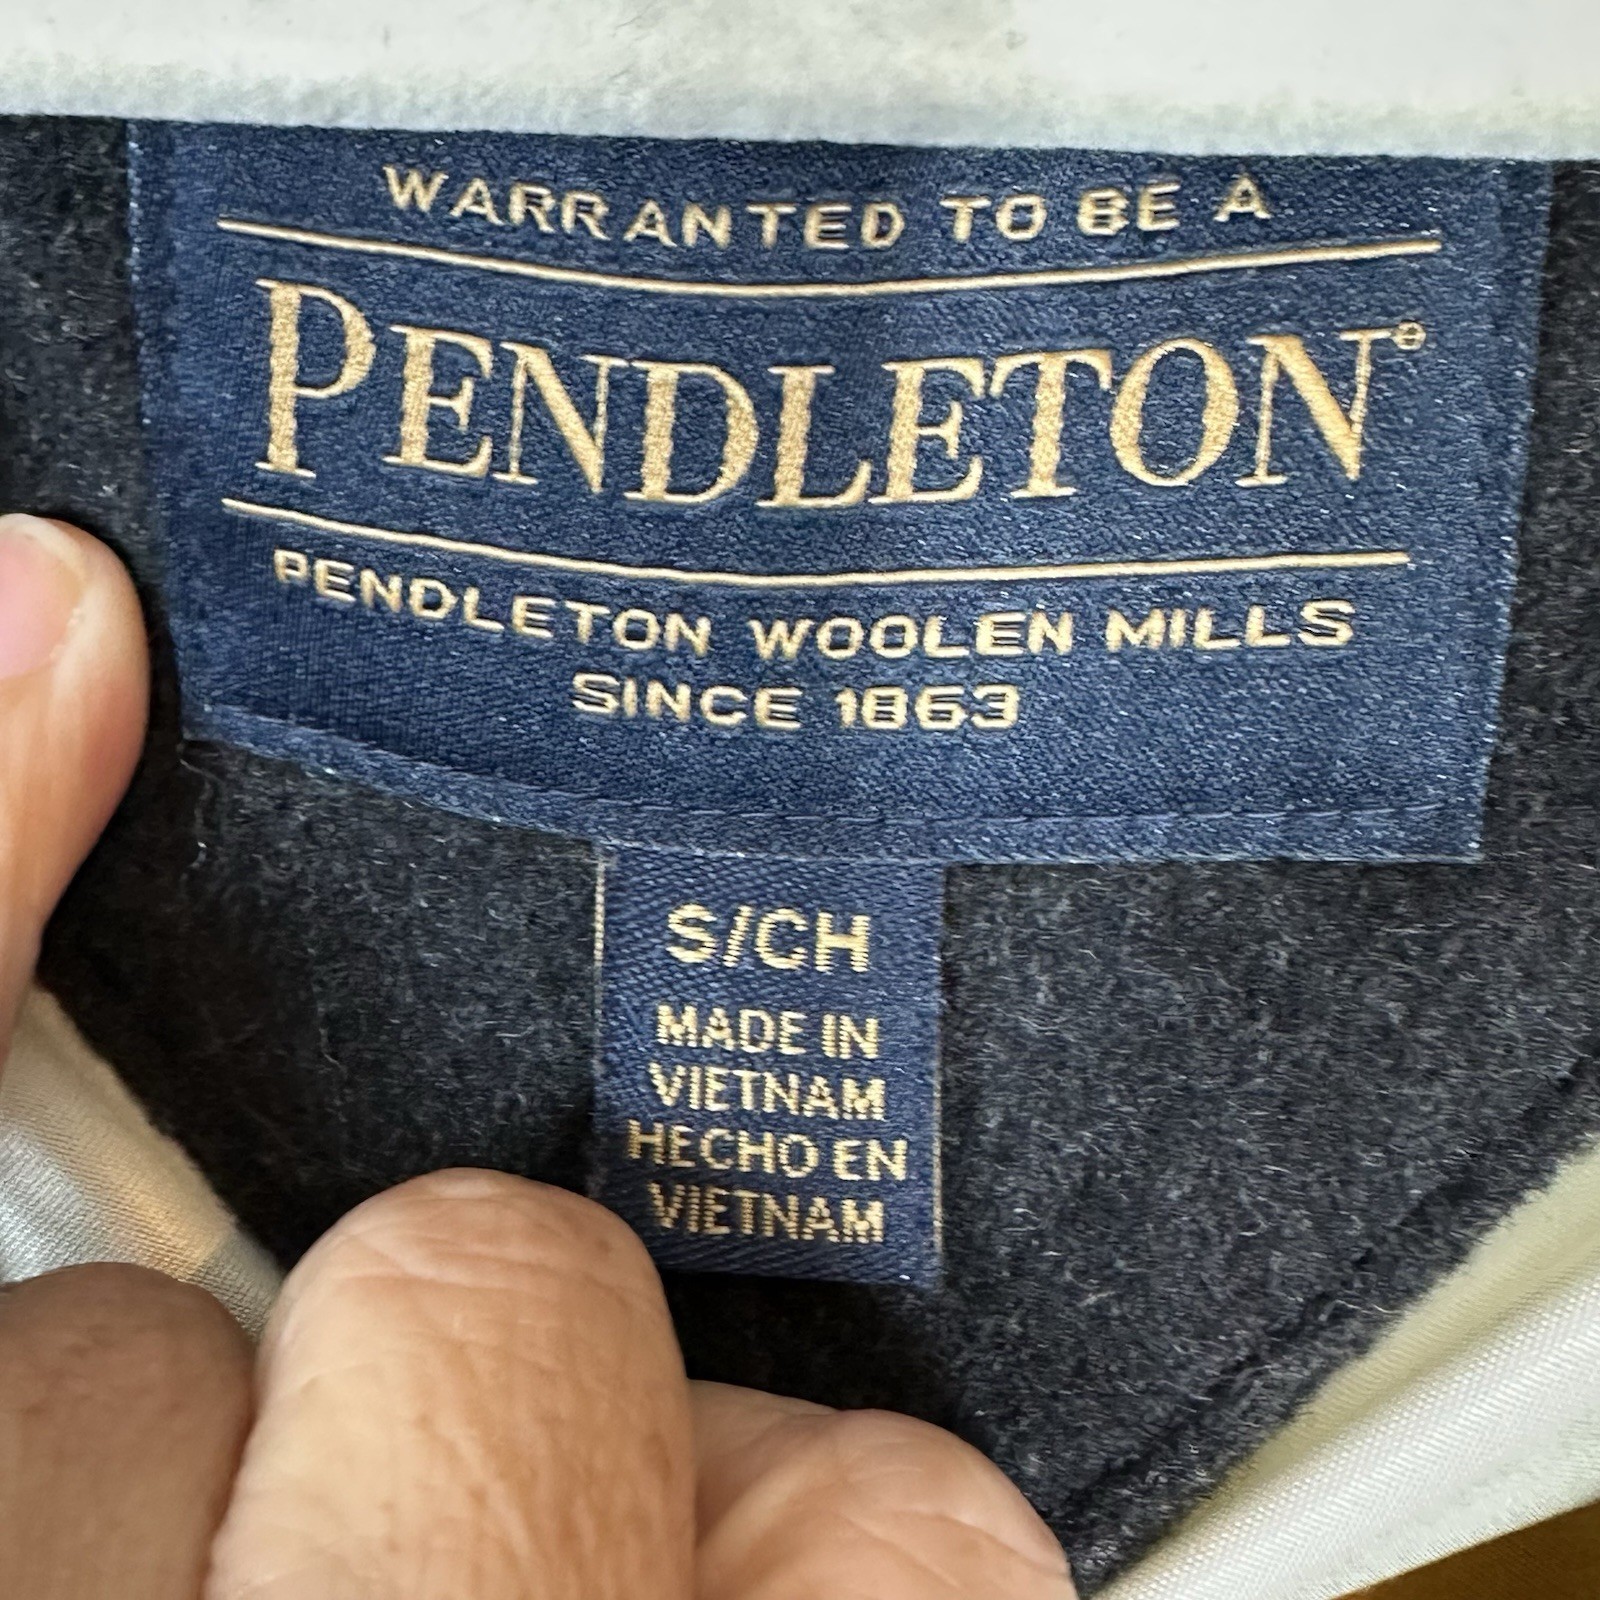 WARRANTED TO BE A
PENDLETON®
PENDLETON WOOLEN MILLS
SINCE 1863
S/CH
MADE IN
VIETNAM
HECHO EN
VIETNAM